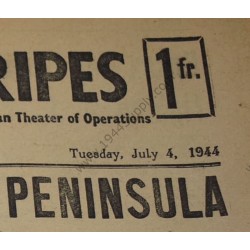 RIPES 1 fr.
an Theater of Operations
Tuesday, July 4, 1944
PENINSULA